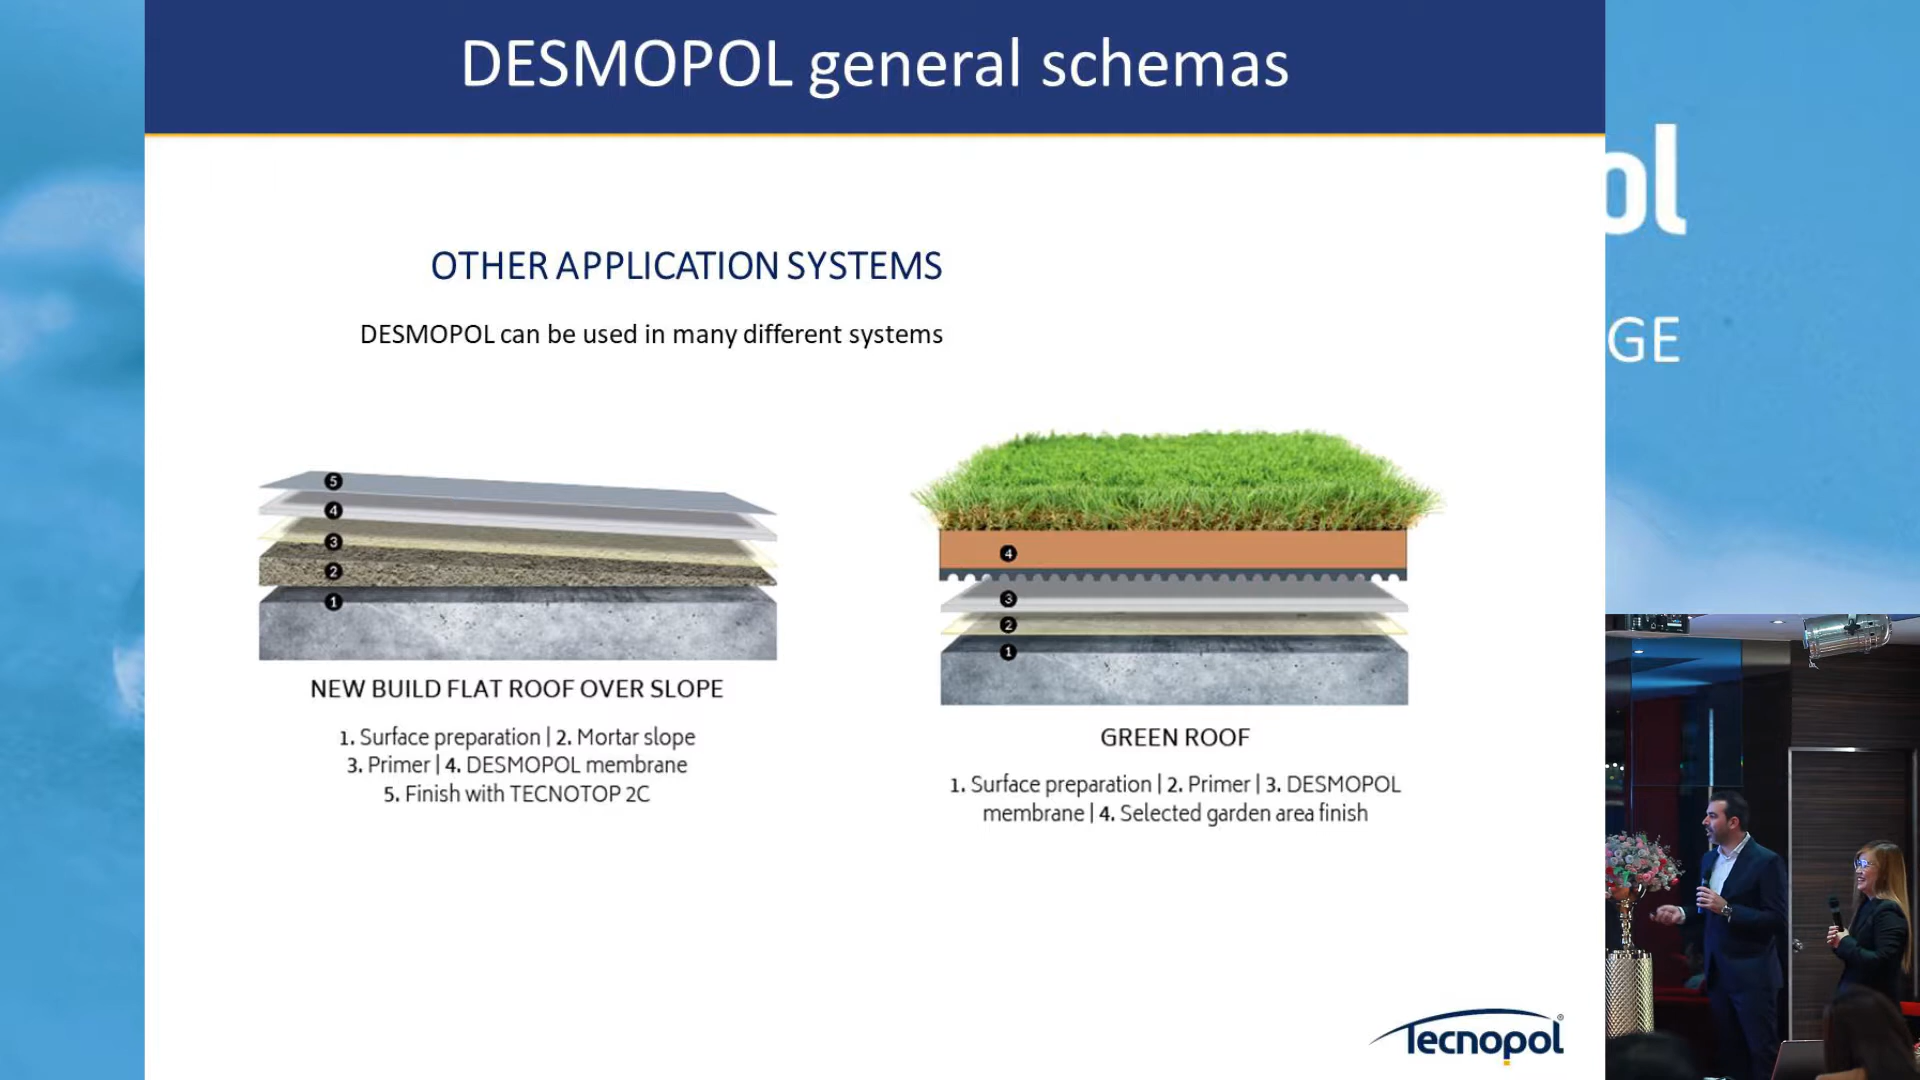 DESMOPOL general schemas
OTHER APPLICATION SYSTEMS
DESMOPOL can be used in many different systems
5
4
3
2
1
NEW BUILD FLAT ROOF OVER SLOPE
1. Surface preparation | 2. Mortar slope
3. Primer | 4. DESMOPOL membrane
5. Finish with TECNOTOP 2C
4
3
2
1
GREEN ROOF
1. Surface preparation | 2. Primer | 3. DESMOPOL
membrane | 4. Selected garden area finish
Tecnopol®
ol
GE